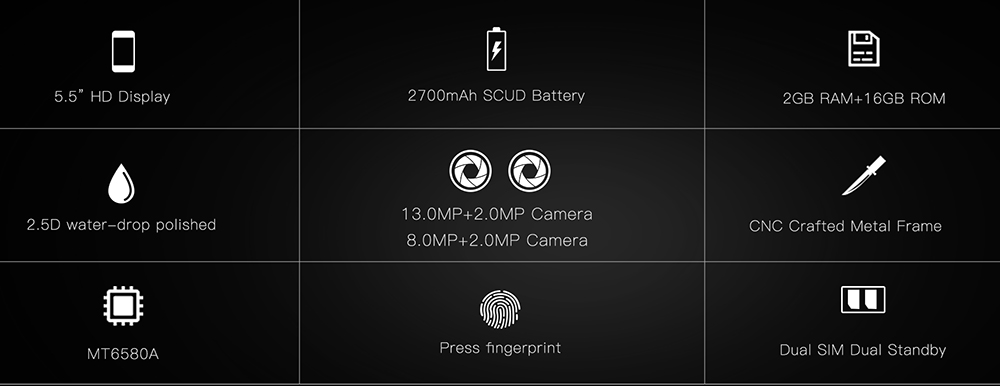 5.5” HD Display
2700mAh SCUD Battery
2GB RAM+16GB ROM
2.5D water-drop polished
13.0MP+2.0MP Camera
8.0MP+2.0MP Camera
CNC Crafted Metal Frame
MT6580A
Press fingerprint
Dual SIM Dual Standby